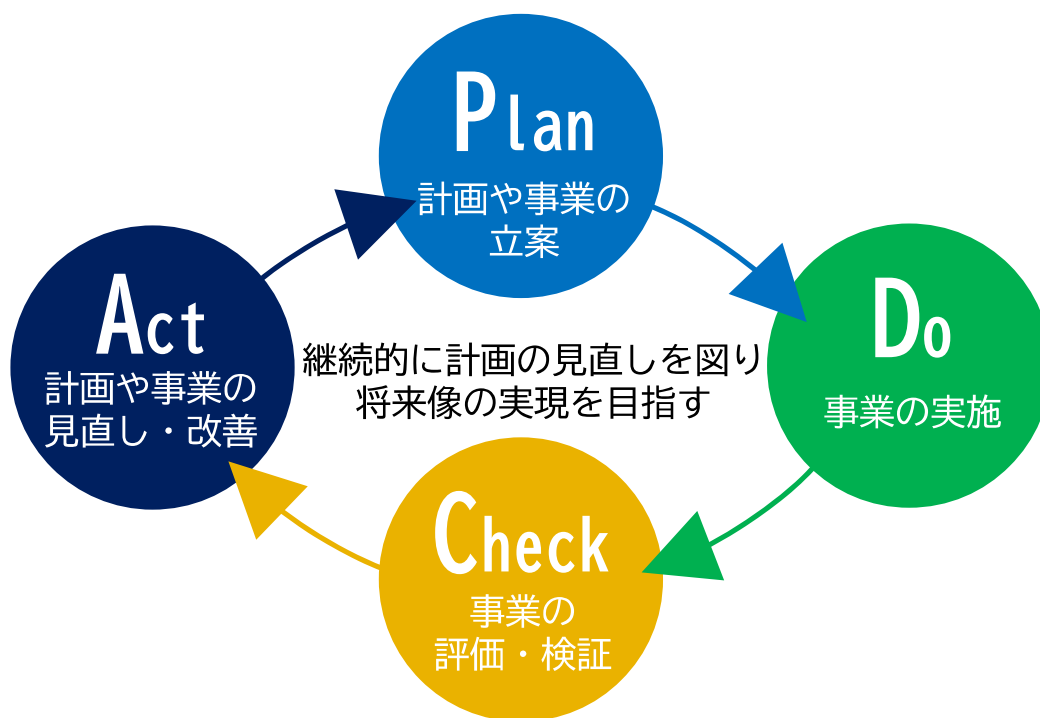 Plan
計画や事業の
立案
Do
事業の実施
Check
事業の
評価・検証
Act
計画や事業の
見直し・改善
継続的に計画の見直しを図り
将来像の実現を目指す